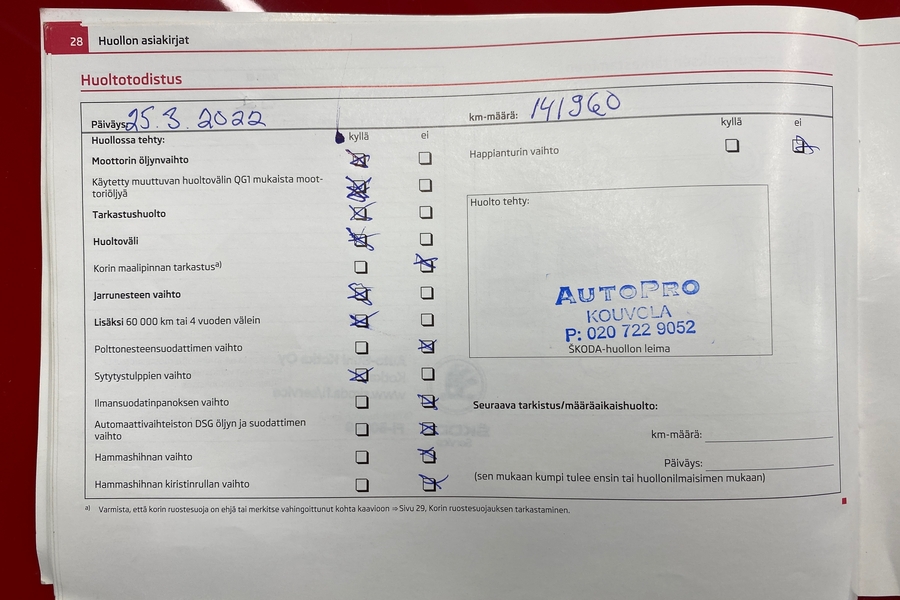 28 Huollon asiakirjat
Huoltotodistus
Päiväys: 25.3.2022
km-määrä: 141960
Huollossa tehty: kyllä ei
Moottorin öljynvaihto
Käytetty muuttuvan huoltovälin QG1 mukaista moot-
toriöljyä
Tarkastushuolto
Huoltoväli
Korin maalipinnan tarkastus a)
Jarrunesteen vaihto
Lisäksi 60 000 km tai 4 vuoden välein
Polttonesteensuodattimen vaihto
Sytytystulppien vaihto
Ilmansuodatinpanoksen vaihto
Automaattivaihteiston DSG öljyn ja suodattimen
vaihto
Hammashihnan vaihto
Hammashihnan kiristinrullan vaihto
kyllä ei
Happianturin vaihto
Huolto tehty:
AUTOPRO
KOUVOLA
P: 020 722 9052
ŠKODA-huollon leima
Seuraava tarkistus/määräaikaishuolto:
km-määrä:
Päiväys:
(sen mukaan kumpi tulee ensin tai huollonilmaisimen mukaan)
a) Varmista, että korin ruostesuoja on ehjä tai merkitse vahingoittunut kohta kaavioon ⇒ Sivu 29, Korin ruostesuojauksen tarkastaminen.